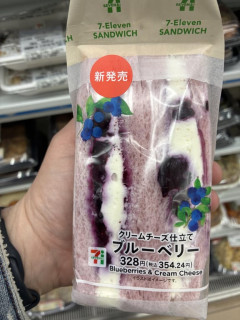 7-Eleven
SANDWICH
7-Eleven
SANDWICH
新発売
クリームチーズ仕立て
ブルーベリー
328円(税込354.24円)
Blueberries & Cream Cheese
7
ELEVEN